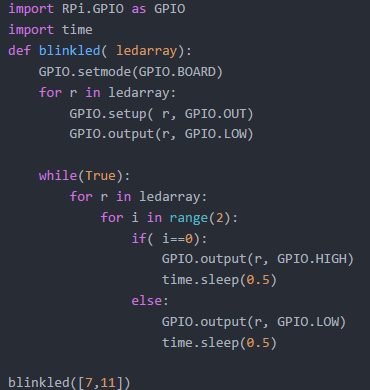 import RPi.GPIO as GPIO
import time
def blinkled( ledarray):
    GPIO.setmode(GPIO.BOARD)
    for r in ledarray:
        GPIO.setup( r, GPIO.OUT)
        GPIO.output(r, GPIO.LOW)

    while(True):
        for r in ledarray:
            for i in range(2):
                if( i==0):
                    GPIO.output(r, GPIO.HIGH)
                    time.sleep(0.5)
                else:
                    GPIO.output(r, GPIO.LOW)
                    time.sleep(0.5)

blinkled([7,11])